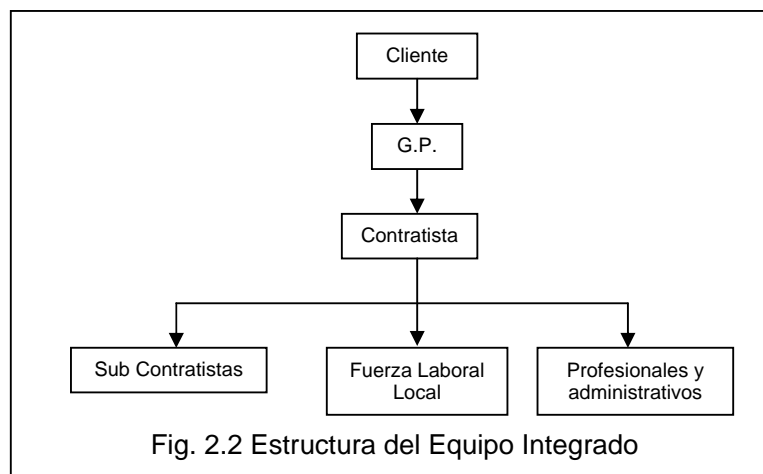 Cliente
G.P.
Contratista
Sub Contratistas
Fuerza Laboral
Local
Profesionales y
administrativos
Fig. 2.2 Estructura del Equipo Integrado